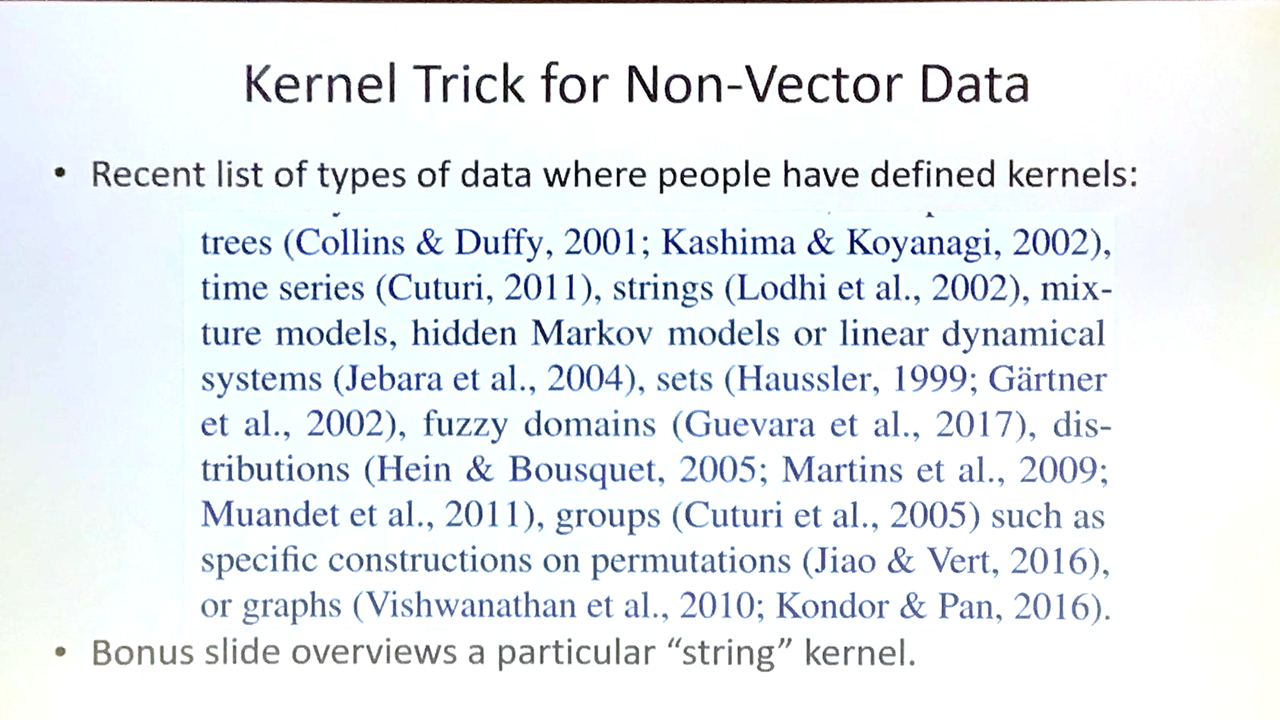 Kernel Trick for Non-Vector Data
• Recent list of types of data where people have defined kernels:
trees (Collins & Duffy, 2001; Kashima & Koyanagi, 2002),
time series (Cuturi, 2011), strings (Lodhi et al., 2002), mix-
ture models, hidden Markov models or linear dynamical
systems (Jebara et al., 2004), sets (Haussler, 1999; Gärtner
et al., 2002), fuzzy domains (Guevara et al., 2017), dis-
tributions (Hein & Bousquet, 2005; Martins et al., 2009;
Muandet et al., 2011), groups (Cuturi et al., 2005) such as
specific constructions on permutations (Jiao & Vert, 2016),
or graphs (Vishwanathan et al., 2010; Kondor & Pan, 2016).
• Bonus slide overviews a particular “string” kernel.